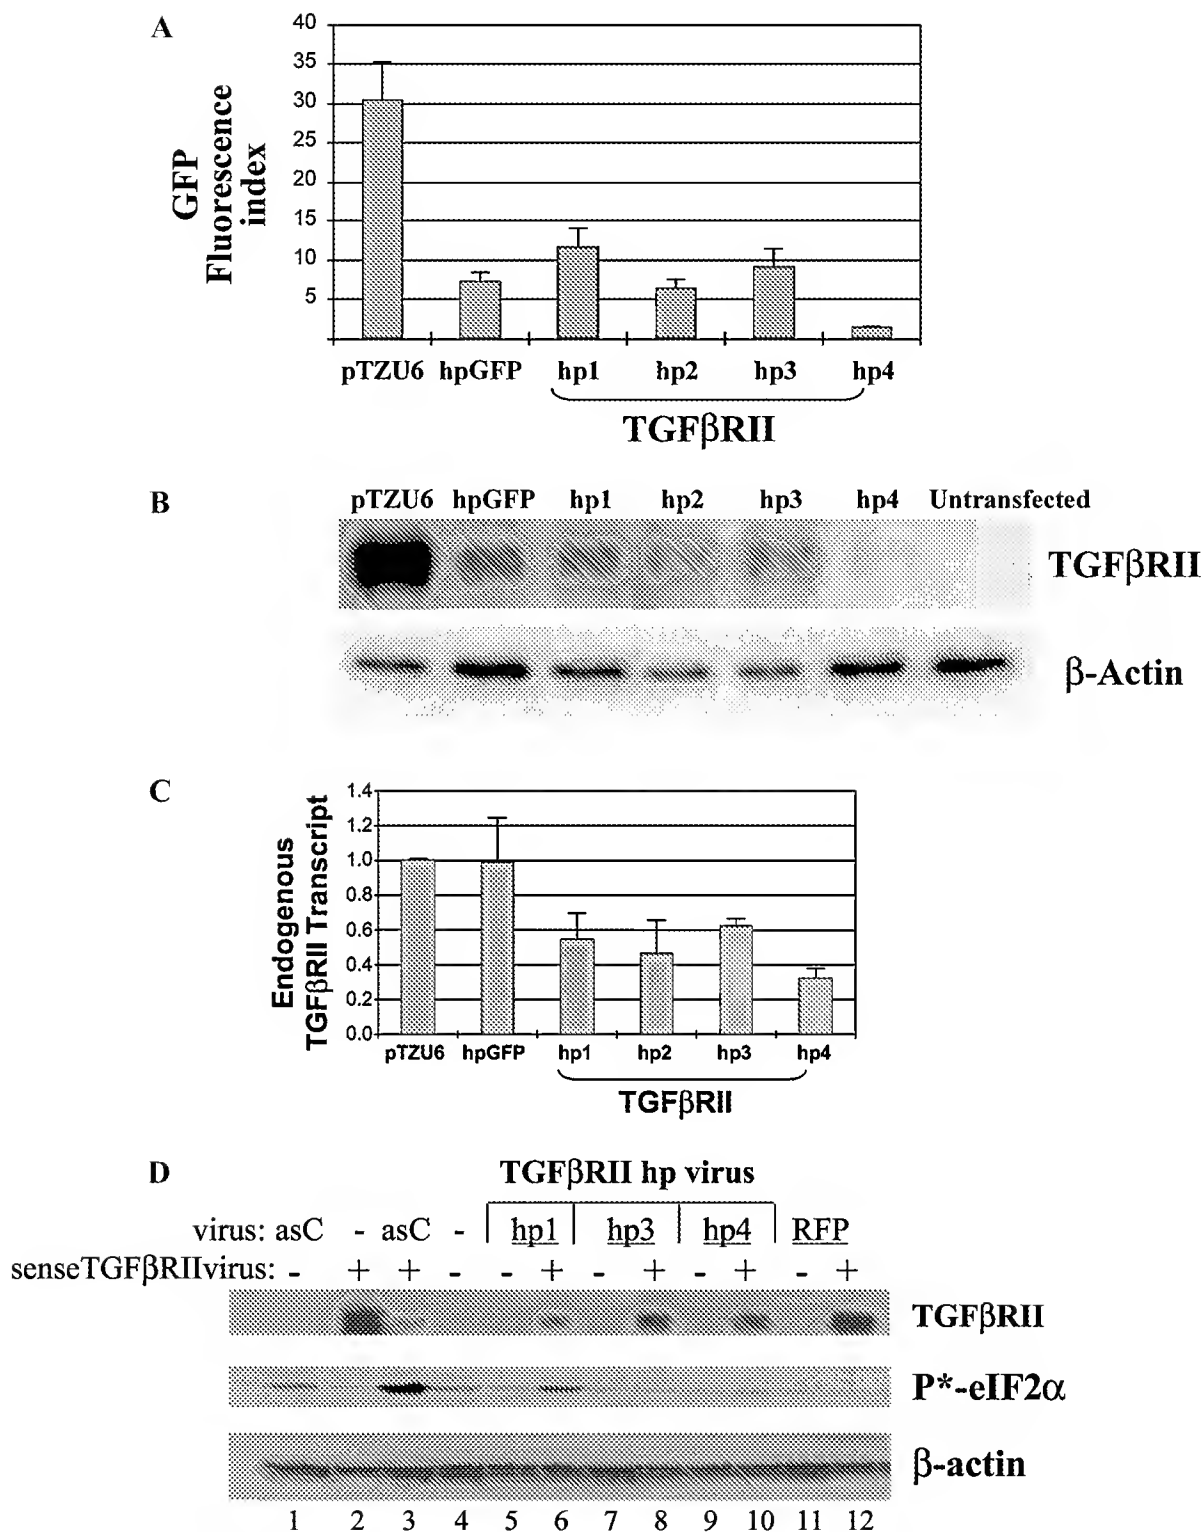 A
GFP
Fluorescence
index
40
35
30
25
20
15
10
5
pTZU6 hpGFP hp1 hp2 hp3 hp4
TGFβRII
B
pTZU6 hpGFP hp1 hp2 hp3 hp4 Untransfected
TGFβRII
β-Actin
C
Endogenous
TGFβRII Transcript
1.4
1.2
1.0
0.8
0.6
0.4
0.2
0.0
pTZU6 hpGFP hp1 hp2 hp3 hp4
TGFβRII
D
TGFβRII hp virus
virus: asC - asC - hp1 hp3 hp4 RFP
senseTGFβRIIvirus: - + + - - + - + - + - +
TGFβRII
P*-eIF2α
β-actin
1 2 3 4 5 6 7 8 9 10 11 12